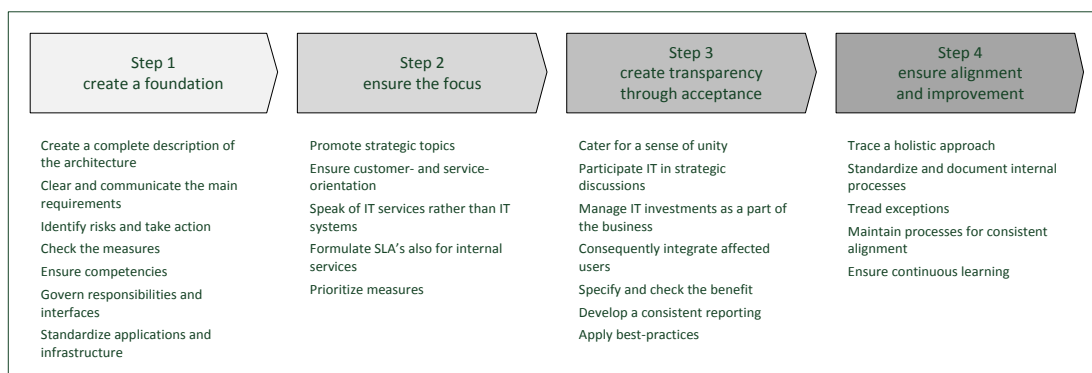 Step 1
create a foundation
Create a complete description of
the architecture
Clear and communicate the main
requirements
Identify risks and take action
Check the measures
Ensure competencies
Govern responsibilities and
interfaces
Standardize applications and
infrastructure
Step 2
ensure the focus
Promote strategic topics
Ensure customer- and service-
orientation
Speak of IT services rather than IT
systems
Formulate SLA's also for internal
services
Prioritize measures
Step 3
create transparency
through acceptance
Cater for a sense of unity
Participate IT in strategic
discussions
Manage IT investments as a part of
the business
Consequently integrate affected
users
Specify and check the benefit
Develop a consistent reporting
Apply best-practices
Step 4
ensure alignment
and improvement
Trace a holistic approach
Standardize and document internal
processes
Tread exceptions
Maintain processes for consistent
alignment
Ensure continuous learning